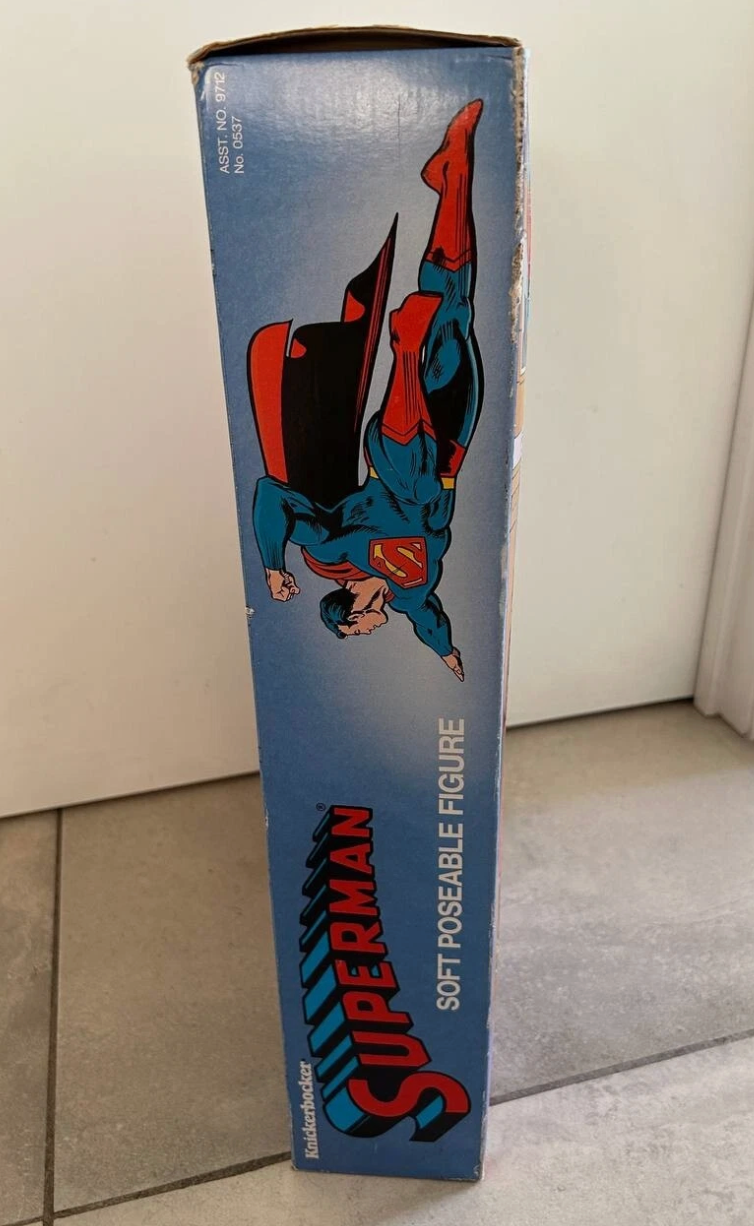 ASST. NO. 9712
No. 0537
S
Knickerbocker
SUPERMAN®
SOFT POSEABLE FIGURE